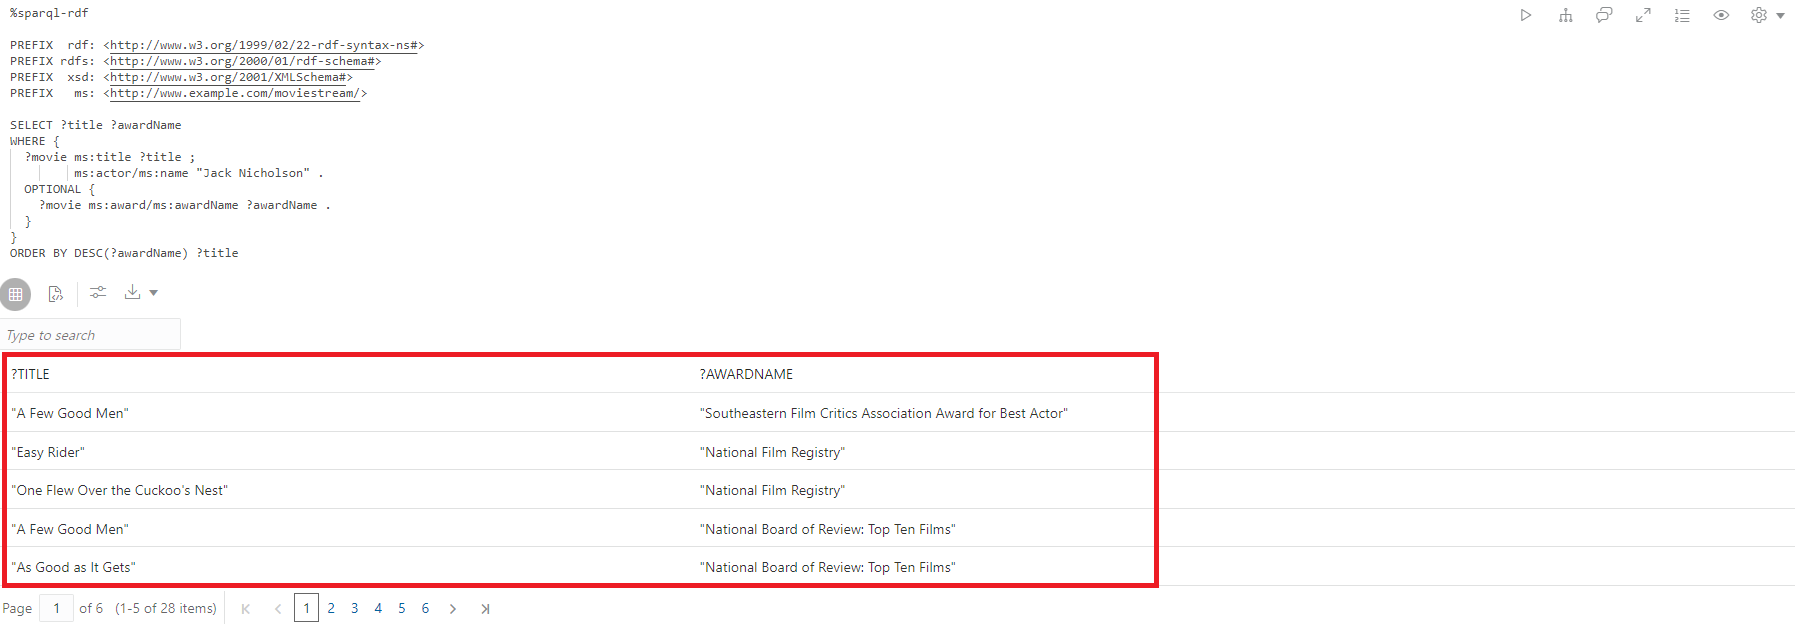 %sparql-rdf
PREFIX  rdf: <http://www.w3.org/1999/02/22-rdf-syntax-ns#>
PREFIX rdfs: <http://www.w3.org/2000/01/rdf-schema#>
PREFIX  xsd: <http://www.w3.org/2001/XMLSchema#>
PREFIX   ms: <http://www.example.com/moviestream/>
SELECT ?title ?awardName
WHERE {
  ?movie ms:title ?title ;
         ms:actor/ms:name "Jack Nicholson" .
  OPTIONAL {
    ?movie ms:award/ms:awardName ?awardName .
  }
}
ORDER BY DESC(?awardName) ?title
Type to search
?TITLE ?AWARDNAME
"A Few Good Men" "Southeastern Film Critics Association Award for Best Actor"
"Easy Rider" "National Film Registry"
"One Flew Over the Cuckoo's Nest" "National Film Registry"
"A Few Good Men" "National Board of Review: Top Ten Films"
"As Good as It Gets" "National Board of Review: Top Ten Films"
Page 1 of 6 (1-5 of 28 items) 1 2 3 4 5 6